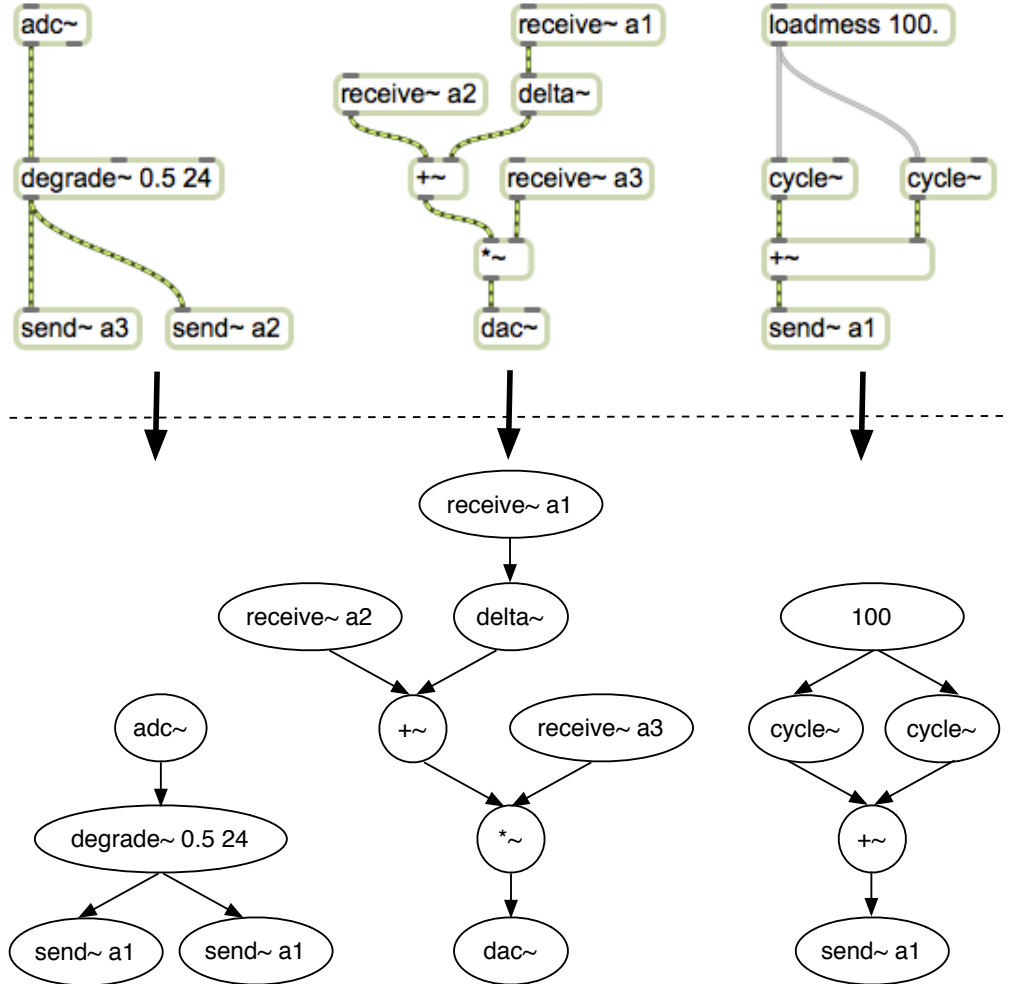 adc~
receive~ a1
loadmess 100.
receive~ a2
delta~
degrade~ 0.5 24
+~
receive~ a3
cycle~
cycle~
*~
+~
send~ a3
send~ a2
dac~
send~ a1
receive~ a1
receive~ a2
delta~
100
adc~
+~
receive~ a3
cycle~
cycle~
degrade~ 0.5 24
*~
+~
send~ a1
send~ a1
dac~
send~ a1